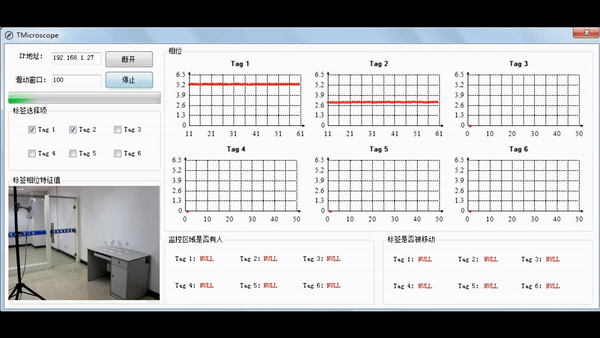 TMicroscope
IP地址: 192.168.1.27 断开
滑动窗口: 100 停止
标签选择项
Tag 1 Tag 2 Tag 3
Tag 4 Tag 5 Tag 6
标签相位特征值
相位
Tag 1
6.5
5.2
3.9
2.6
1.3
0
11 21 31 41 51 61
Tag 2
6.5
5.2
3.9
2.6
1.3
0
11 21 31 41 51 61
Tag 3
6.5
5.2
3.9
2.6
1.3
0
0 10 20 30 40 50
Tag 4
6.5
5.2
3.9
2.6
1.3
0
0 10 20 30 40 50
Tag 5
6.5
5.2
3.9
2.6
1.3
0
0 10 20 30 40 50
Tag 6
6.5
5.2
3.9
2.6
1.3
0
0 10 20 30 40 50
监控区域是否有人
Tag 1: NULL Tag 2: NULL Tag 3: NULL
Tag 4: NULL Tag 5: NULL Tag 6: NULL
标签是否被移动
Tag 1: NULL Tag 2: NULL Tag 3: NULL
Tag 4: NULL Tag 5: NULL Tag 6: NULL